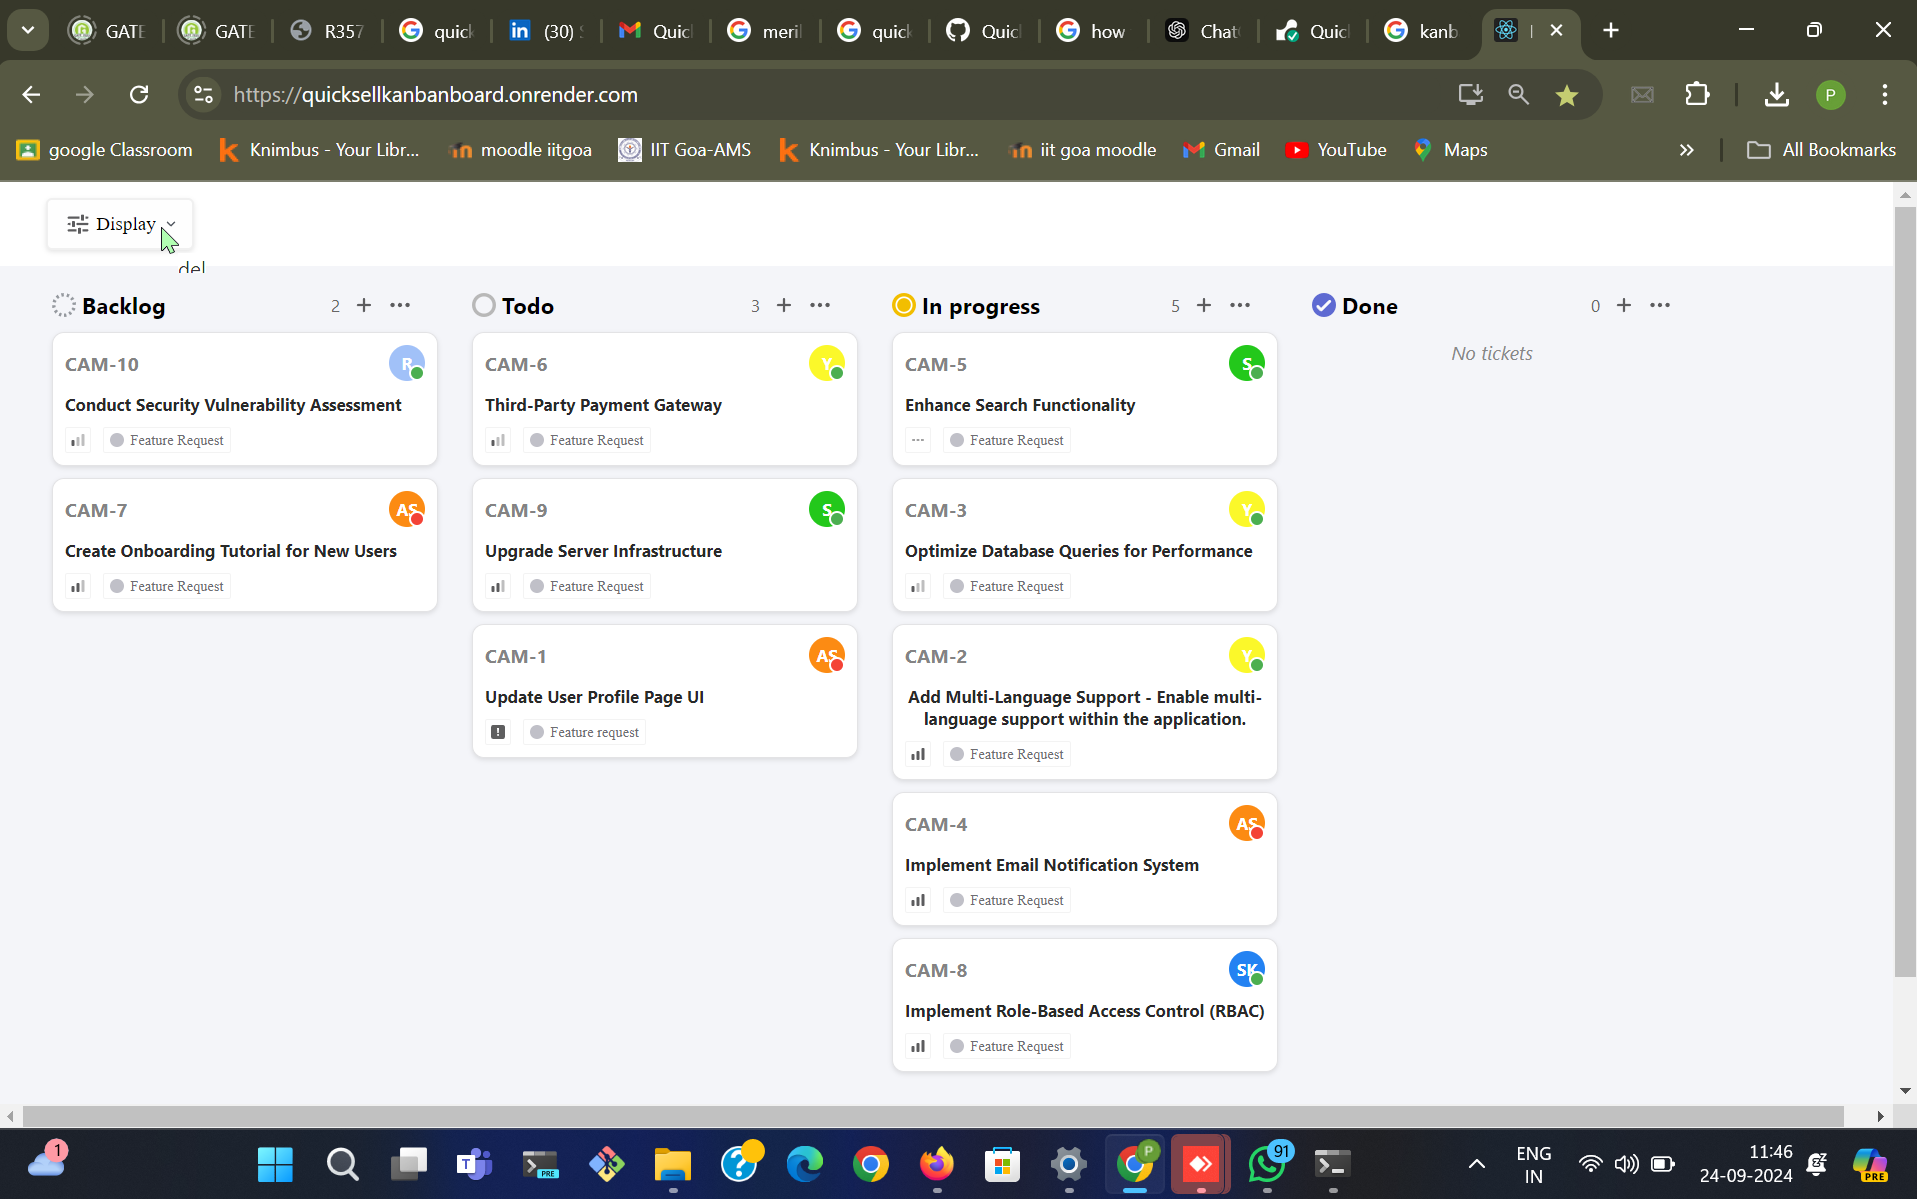 GATE
GATE
R357
quick
(30)
Quic
meri
quick
Quic
how
Chat
Quic
kanb
https://quicksellkanbanboard.onrender.com
P
google Classroom
Knimbus - Your Libr...
moodle iitgoa
IIT Goa-AMS
Knimbus - Your Libr...
iit goa moodle
Gmail
YouTube
Maps
All Bookmarks
Display
del
Backlog
2
Todo
3
In progress
5
Done
0
CAM-10
R
Conduct Security Vulnerability Assessment
Feature Request
CAM-7
AS
Create Onboarding Tutorial for New Users
Feature Request
CAM-6
Y
Third-Party Payment Gateway
Feature Request
CAM-9
S
Upgrade Server Infrastructure
Feature Request
CAM-1
AS
Update User Profile Page UI
Feature request
CAM-5
S
Enhance Search Functionality
Feature Request
CAM-3
Y
Optimize Database Queries for Performance
Feature Request
CAM-2
Y
Add Multi-Language Support - Enable multi-
language support within the application.
Feature Request
CAM-4
AS
Implement Email Notification System
Feature Request
CAM-8
SK
Implement Role-Based Access Control (RBAC)
Feature Request
No tickets
1
PRE
P
91
ENG
IN
11:46
24-09-2024
PRE